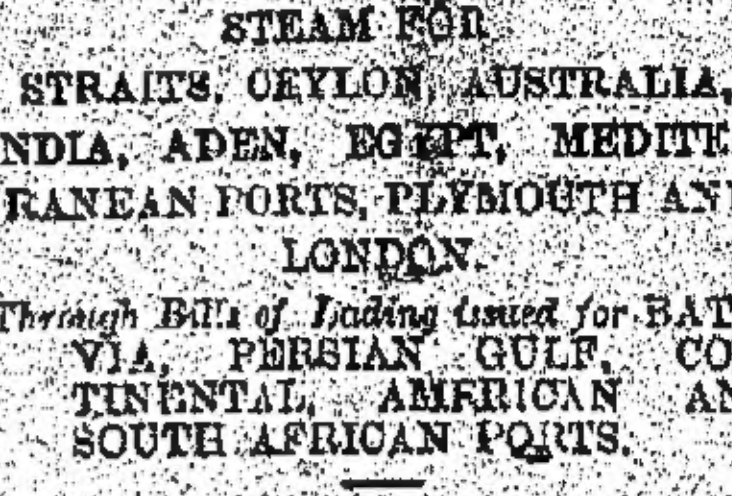 STEAM FOR
STRAITS, CEYLON, AUSTRALIA,
NDIA, ADEN, EGYPT, MEDITE
RANEAN PORTS, PLYMOUTH AN
LONDON.
Through Bills of Lading issued for BAT
VIA, PERSIAN GULF, CO
TINENTAL, AMERICAN AN
SOUTH AFRICAN PORTS.